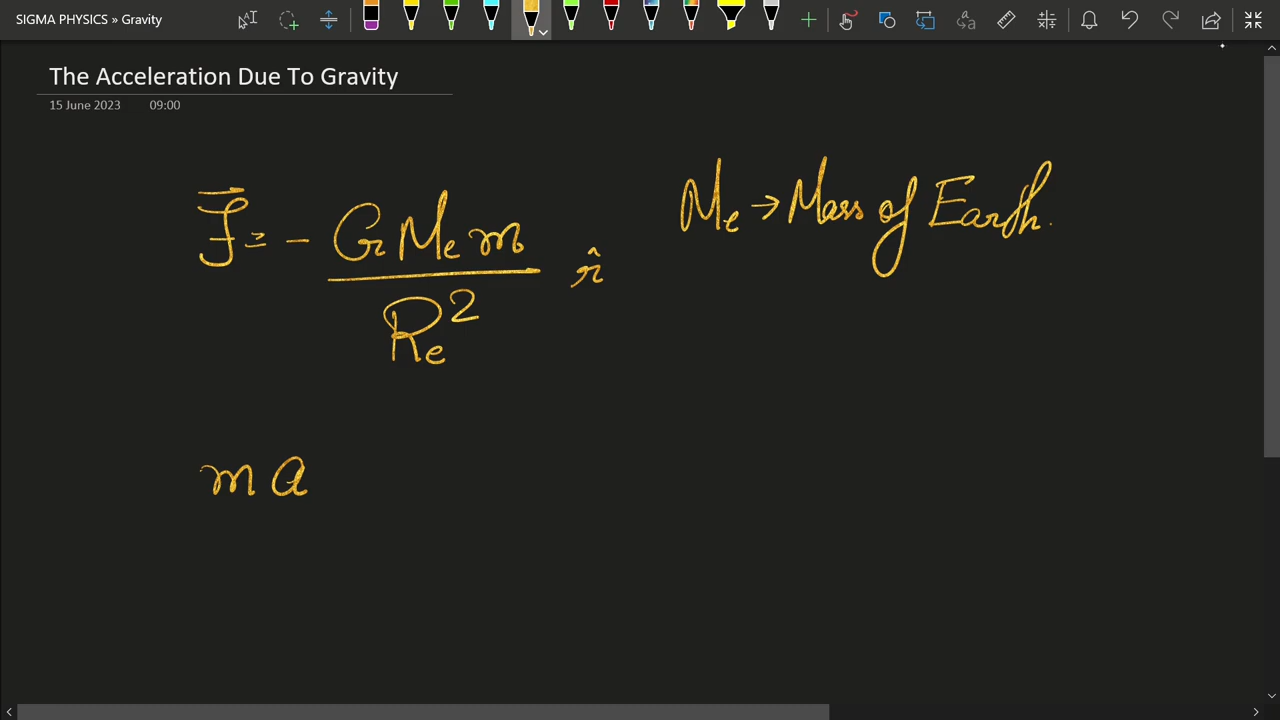 SIGMA PHYSICS » Gravity
The Acceleration Due To Gravity
15 June 2023 09:00
F⃗ = - G Me m / Re² r̂
Me → Mass of Earth.
m a